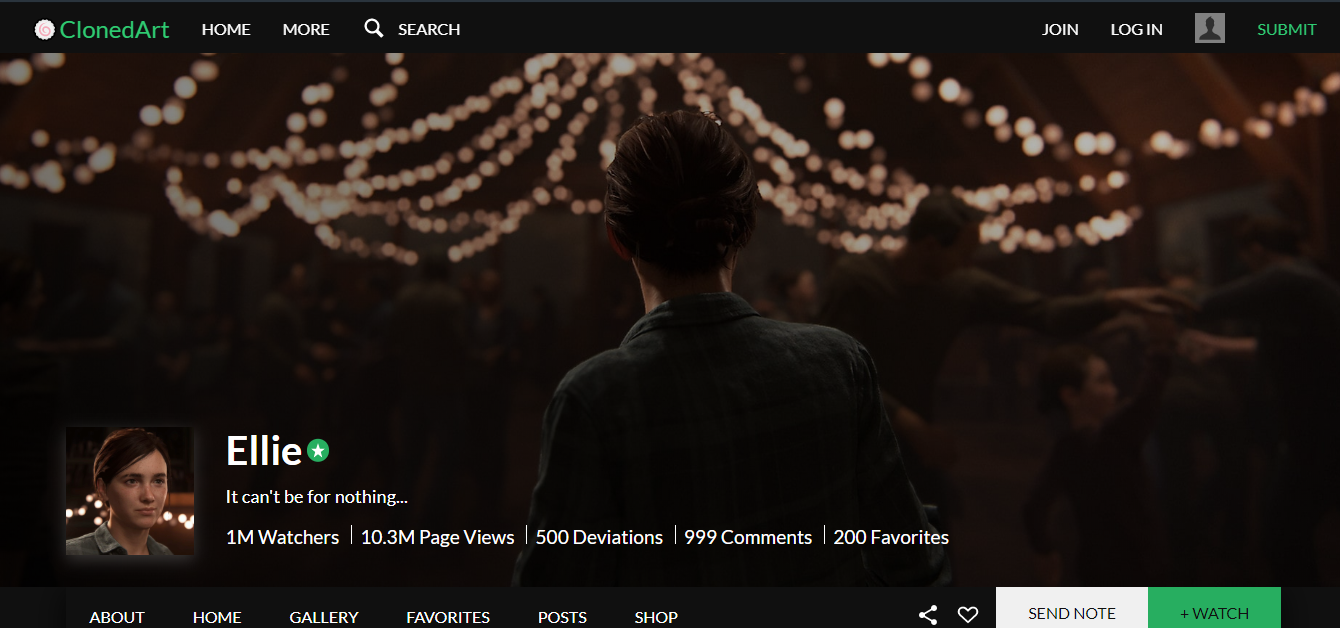 ClonedArt HOME MORE SEARCH JOIN LOG IN SUBMIT
Ellie
It can't be for nothing...
1M Watchers 10.3M Page Views 500 Deviations 999 Comments 200 Favorites
ABOUT HOME GALLERY FAVORITES POSTS SHOP SEND NOTE + WATCH